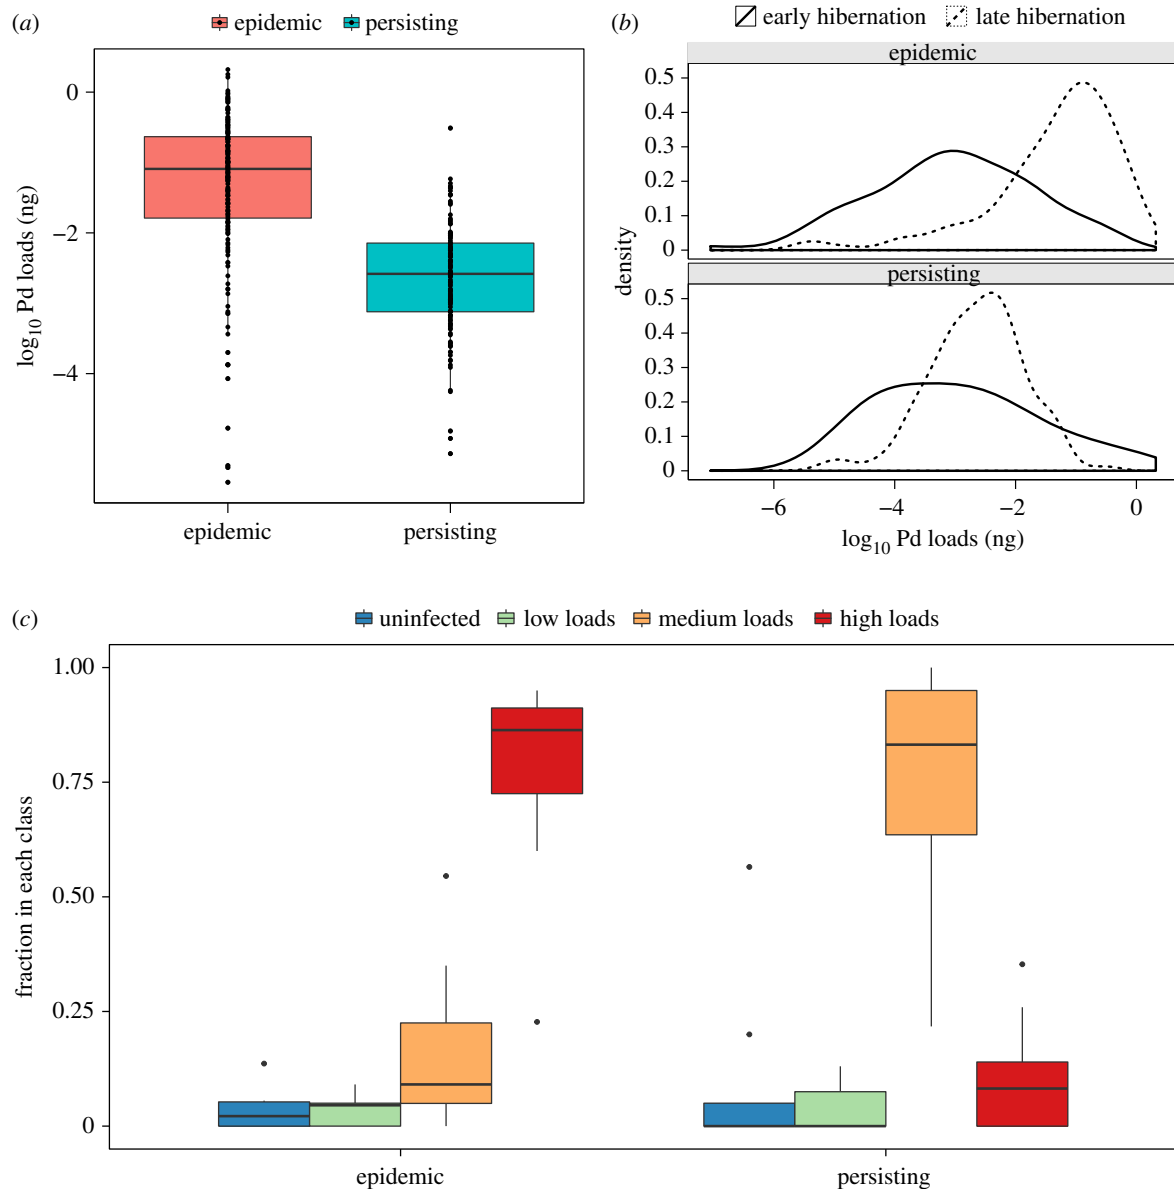 (a)
epidemic
persisting
0
−2
−4
log10 Pd loads (ng)
epidemic
persisting
(b)
early hibernation
late hibernation
epidemic
0.5
0.4
0.3
0.2
0.1
0
density
persisting
0.5
0.4
0.3
0.2
0.1
0
−6
−4
−2
0
log10 Pd loads (ng)
(c)
uninfected
low loads
medium loads
high loads
1.00
0.75
0.50
0.25
0
fraction in each class
epidemic
persisting